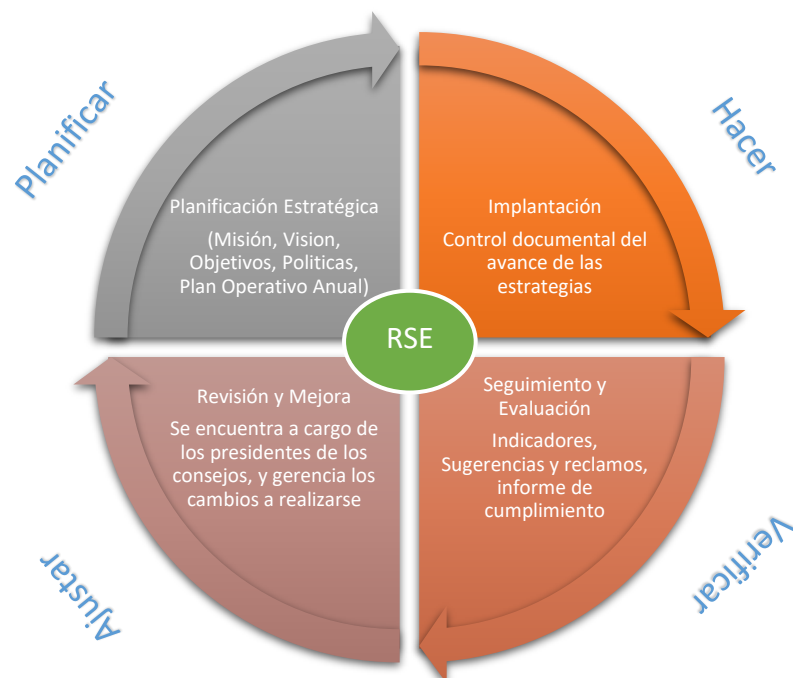 Planificar
Planificación Estratégica
(Misión, Vision,
Objetivos, Politicas,
Plan Operativo Anual)
Hacer
Implantación
Control documental del
avance de las
estrategias
RSE
Seguimiento y
Evaluación
Indicadores,
Sugerencias y reclamos,
informe de
cumplimiento
Verificar
Revisión y Mejora
Se encuentra a cargo de
los presidentes de los
consejos, y gerencia los
cambios a realizarse
Ajustar